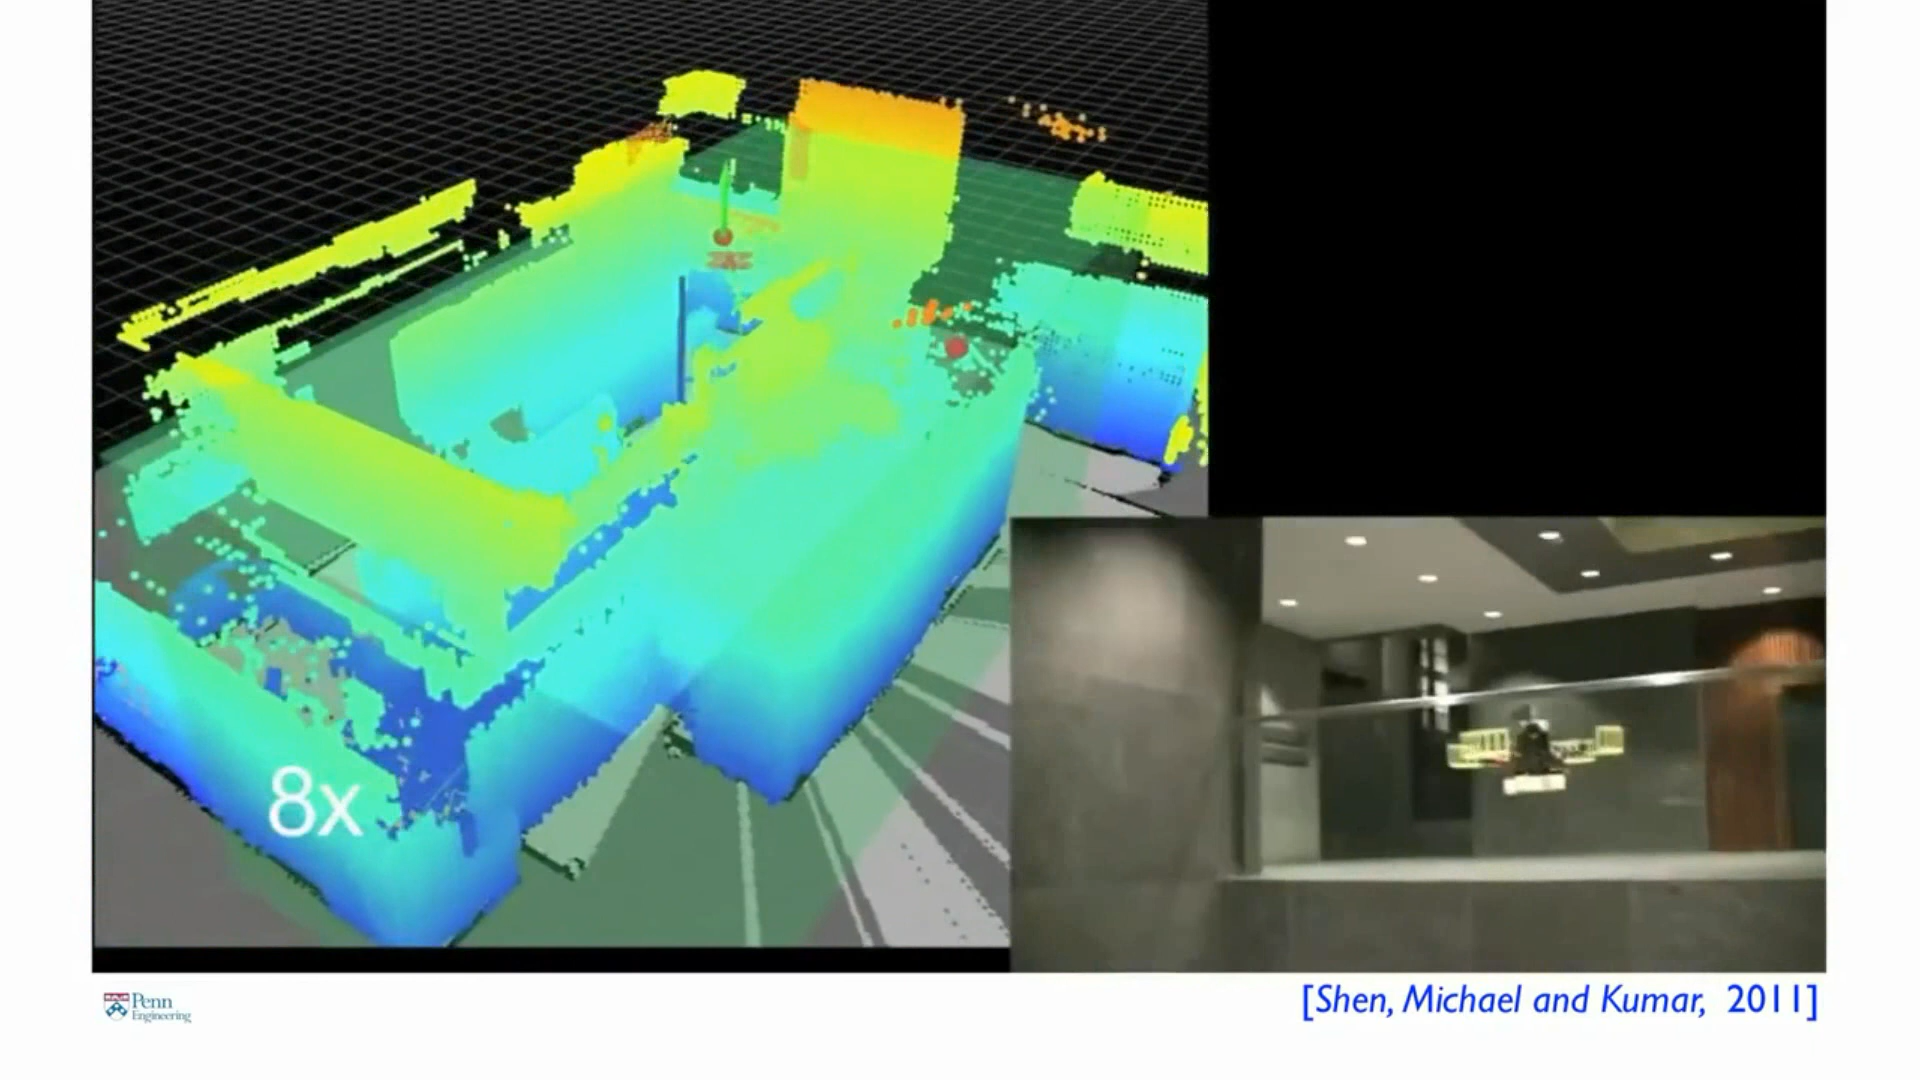 8x
Penn
Engineering
[Shen, Michael and Kumar, 2011]